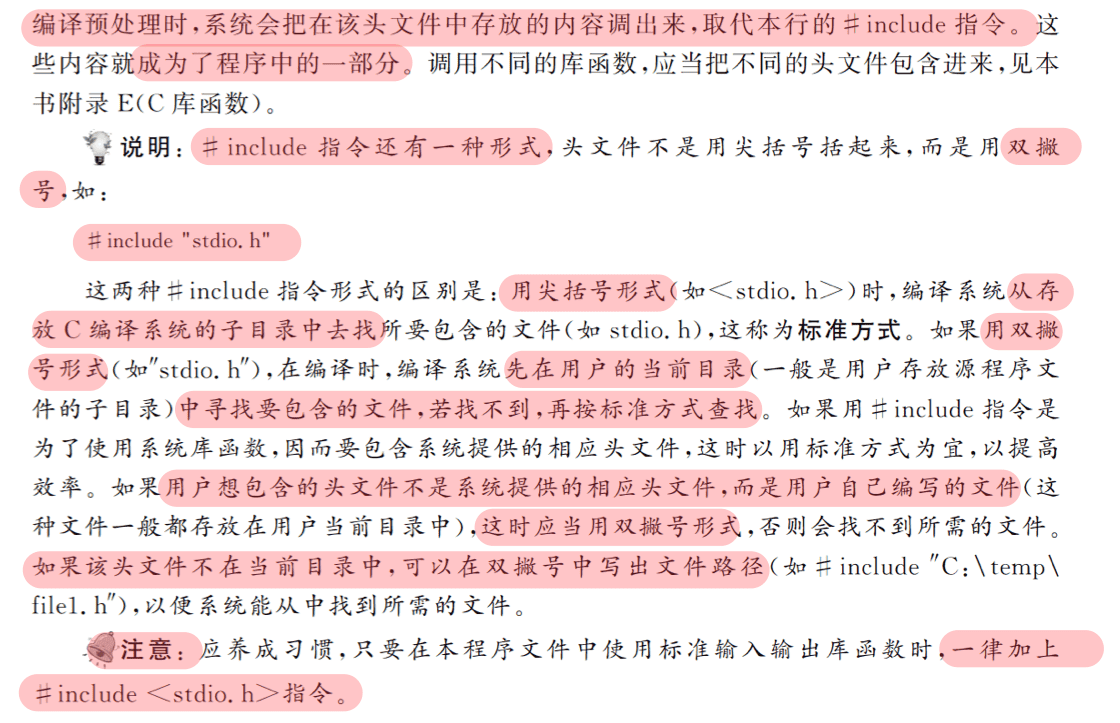 编译预处理时,系统会把在该头文件中存放的内容调出来,取代本行的#include 指令。这
些内容就成为了程序中的一部分。调用不同的库函数,应当把不同的头文件包含进来,见本
书附录 E(C 库函数)。
说明:#include 指令还有一种形式,头文件不是用尖括号括起来,而是用双撇
号,如:
#include "stdio.h"
这两种#include 指令形式的区别是:用尖括号形式(如<stdio.h>)时,编译系统从存
放 C 编译系统的子目录中去找所要包含的文件(如 stdio.h),这称为标准方式。如果用双撇
号形式(如"stdio.h"),在编译时,编译系统先在用户的当前目录(一般是用户存放源程序文
件的子目录)中寻找要包含的文件,若找不到,再按标准方式查找。如果用#include 指令是
为了使用系统库函数,因而要包含系统提供的相应头文件,这时以用标准方式为宜,以提高
效率。如果用户想包含的头文件不是系统提供的相应头文件,而是用户自己编写的文件(这
种文件一般都存放在用户当前目录中),这时应当用双撇号形式,否则会找不到所需的文件。
如果该头文件不在当前目录中,可以在双撇号中写出文件路径(如#include "C:\temp\
file1.h"),以便系统能从中找到所需的文件。
注意:应养成习惯,只要在本程序文件中使用标准输入输出库函数时,一律加上
#include <stdio.h>指令。